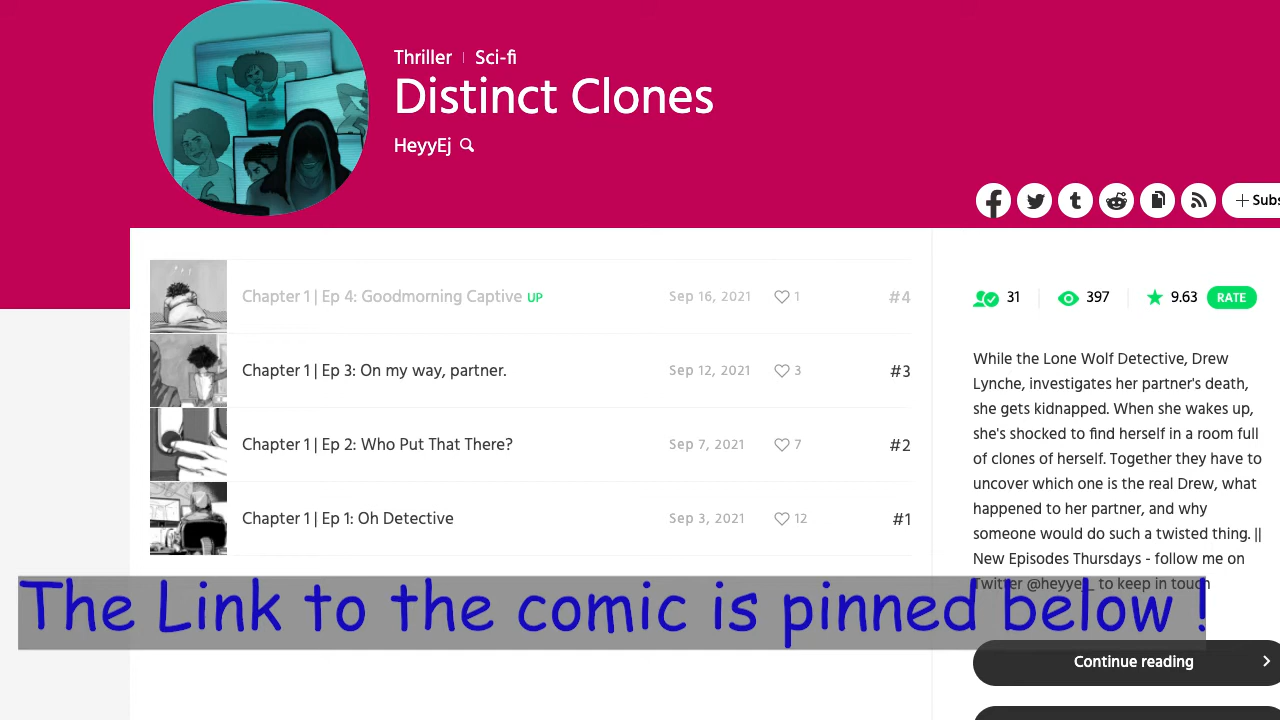 Thriller | Sci-fi
Distinct Clones
HeyyEj
+ Subs
Chapter 1 | Ep 4: Goodmorning Captive UP Sep 16, 2021 1 #4
Chapter 1 | Ep 3: On my way, partner. Sep 12, 2021 3 #3
Chapter 1 | Ep 2: Who Put That There? Sep 7, 2021 7 #2
Chapter 1 | Ep 1: Oh Detective Sep 3, 2021 12 #1
31 397 9.63 RATE
While the Lone Wolf Detective, Drew
Lynche, investigates her partner's death,
she gets kidnapped. When she wakes up,
she's shocked to find herself in a room full
of clones of herself. Together they have to
uncover which one is the real Drew, what
happened to her partner, and why
someone would do such a twisted thing. ||
New Episodes Thursdays - follow me on
Twitter @heyyej_ to keep in touch
The Link to the comic is pinned below !
Continue reading